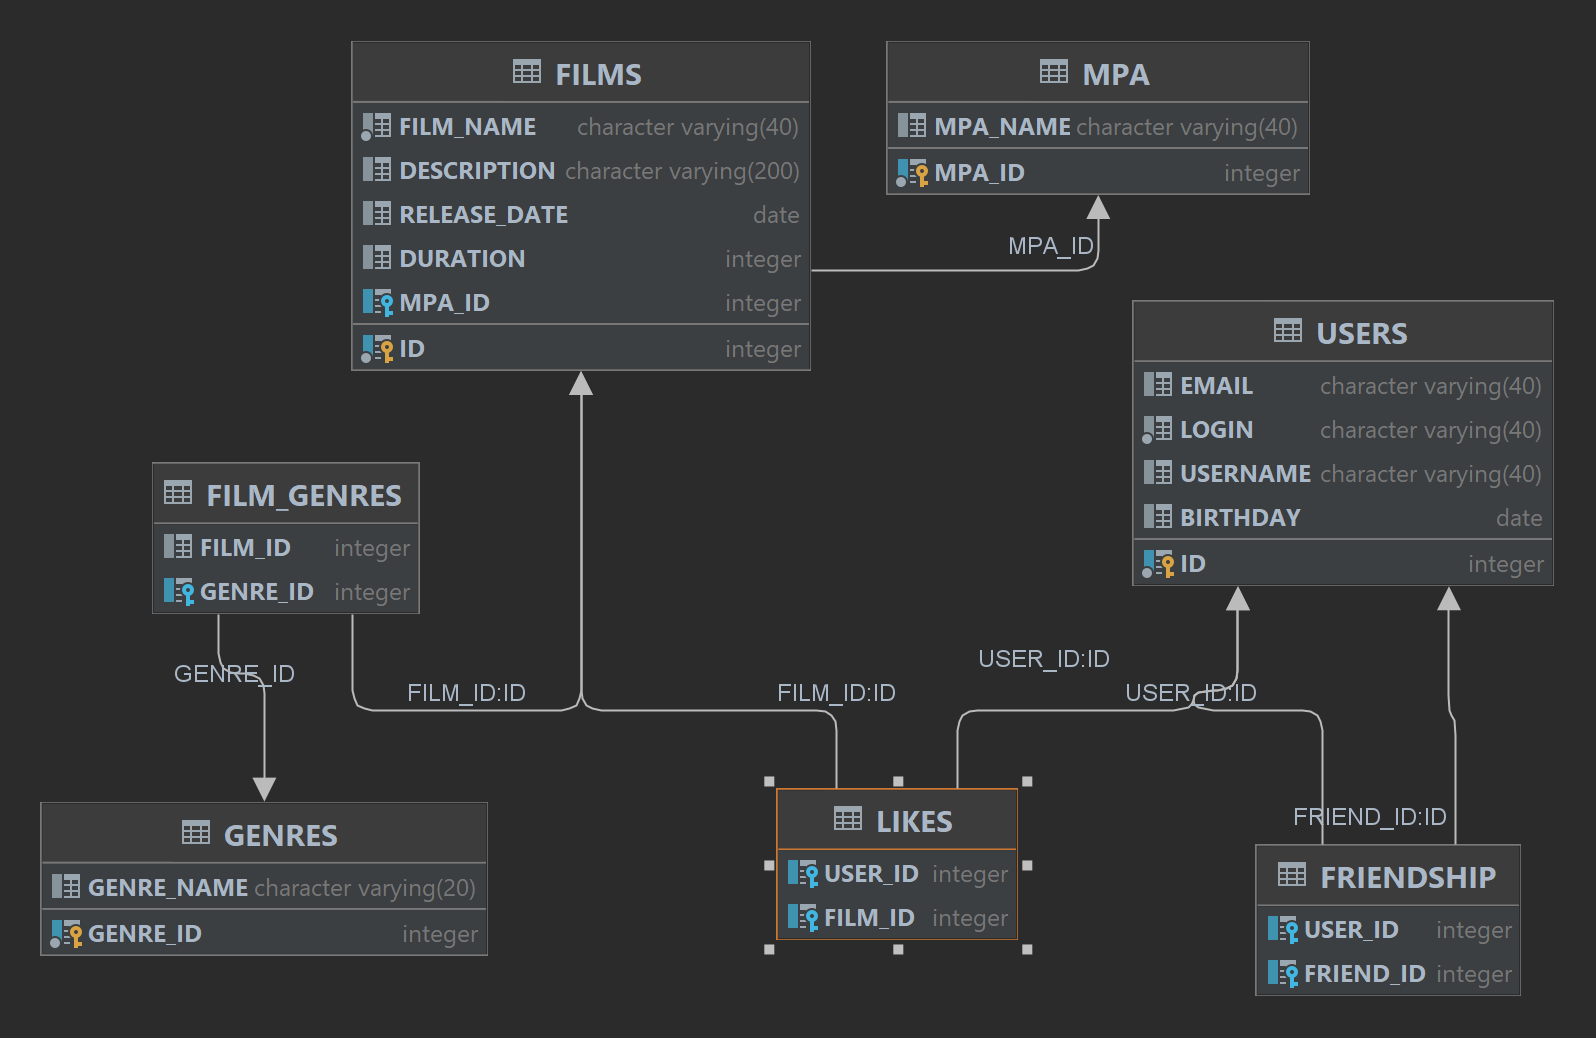 FILMS
FILM_NAME character varying(40)
DESCRIPTION character varying(200)
RELEASE_DATE date
DURATION integer
MPA_ID integer
ID integer
MPA
MPA_NAME character varying(40)
MPA_ID integer
MPA_ID
USERS
EMAIL character varying(40)
LOGIN character varying(40)
USERNAME character varying(40)
BIRTHDAY date
ID integer
FILM_GENRES
FILM_ID integer
GENRE_ID integer
GENRE_ID
FILM_ID:ID
FILM_ID:ID
USER_ID:ID
USER_ID:ID
FRIEND_ID:ID
GENRES
GENRE_NAME character varying(20)
GENRE_ID integer
LIKES
USER_ID integer
FILM_ID integer
FRIENDSHIP
USER_ID integer
FRIEND_ID integer